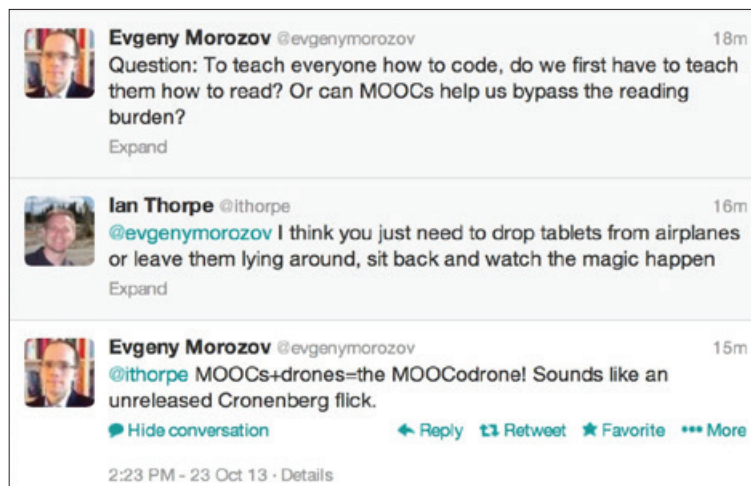 Evgeny Morozov @evgenymorozov 18m
Question: To teach everyone how to code, do we first have to teach
them how to read? Or can MOOCs help us bypass the reading
burden?
Expand
Ian Thorpe @ithorpe 16m
@evgenymorozov I think you just need to drop tablets from airplanes
or leave them lying around, sit back and watch the magic happen
Expand
Evgeny Morozov @evgenymorozov 15m
@ithorpe MOOCs+drones=the MOOCodrone! Sounds like an
unreleased Cronenberg flick.
Hide conversation Reply Retweet Favorite More
2:23 PM - 23 Oct 13 · Details